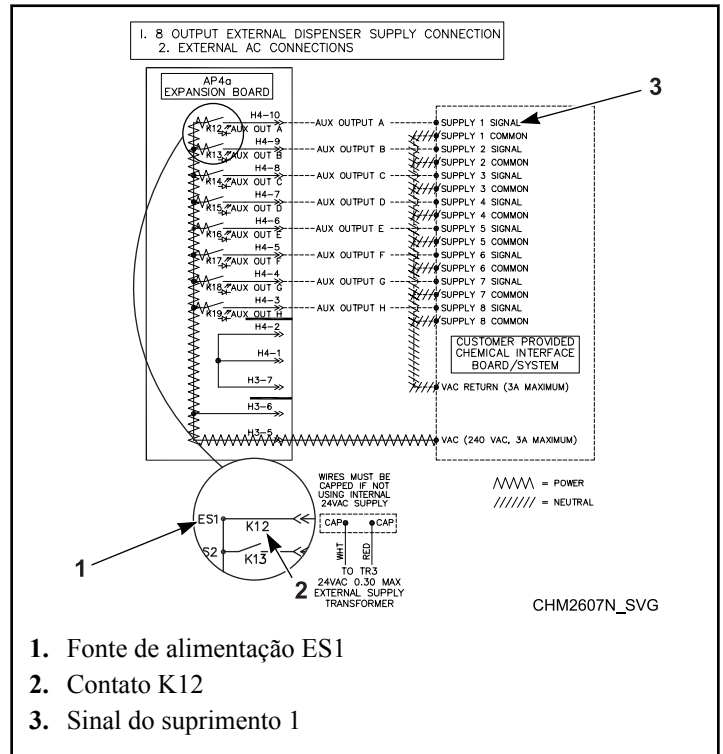 1. 8 OUTPUT EXTERNAL DISPENSER SUPPLY CONNECTION
2. EXTERNAL AC CONNECTIONS
AP4a
EXPANSION BOARD
3
H4-10
K12 AUX OUT A
AUX OUTPUT A
SUPPLY 1 SIGNAL
SUPPLY 1 COMMON
H4-9
K13 AUX OUT B
AUX OUTPUT B
SUPPLY 2 SIGNAL
SUPPLY 2 COMMON
H4-8
K14 AUX OUT C
AUX OUTPUT C
SUPPLY 3 SIGNAL
SUPPLY 3 COMMON
H4-7
K15 AUX OUT D
AUX OUTPUT D
SUPPLY 4 SIGNAL
SUPPLY 4 COMMON
H4-6
K16 AUX OUT E
AUX OUTPUT E
SUPPLY 5 SIGNAL
SUPPLY 5 COMMON
H4-5
K17 AUX OUT F
AUX OUTPUT F
SUPPLY 6 SIGNAL
SUPPLY 6 COMMON
H4-4
K18 AUX OUT G
AUX OUTPUT G
SUPPLY 7 SIGNAL
SUPPLY 7 COMMON
H4-3
K19 AUX OUT H
AUX OUTPUT H
SUPPLY 8 SIGNAL
SUPPLY 8 COMMON
H4-2
H4-1
H3-7
H3-6
H3-5
CUSTOMER PROVIDED
CHEMICAL INTERFACE
BOARD/SYSTEM
VAC RETURN (3A MAXIMUM)
VAC (240 VAC, 3A MAXIMUM)
= POWER
= NEUTRAL
WIRES MUST BE
CAPPED IF NOT
USING INTERNAL
24VAC SUPPLY
CAP CAP
WHT RED
TO TR3
24VAC 0.30 MAX
EXTERNAL SUPPLY
TRANSFORMER
ES1
K12
S2
K13
1
2
CHM2607N_SVG
1. Fonte de alimentação ES1
2. Contato K12
3. Sinal do suprimento 1